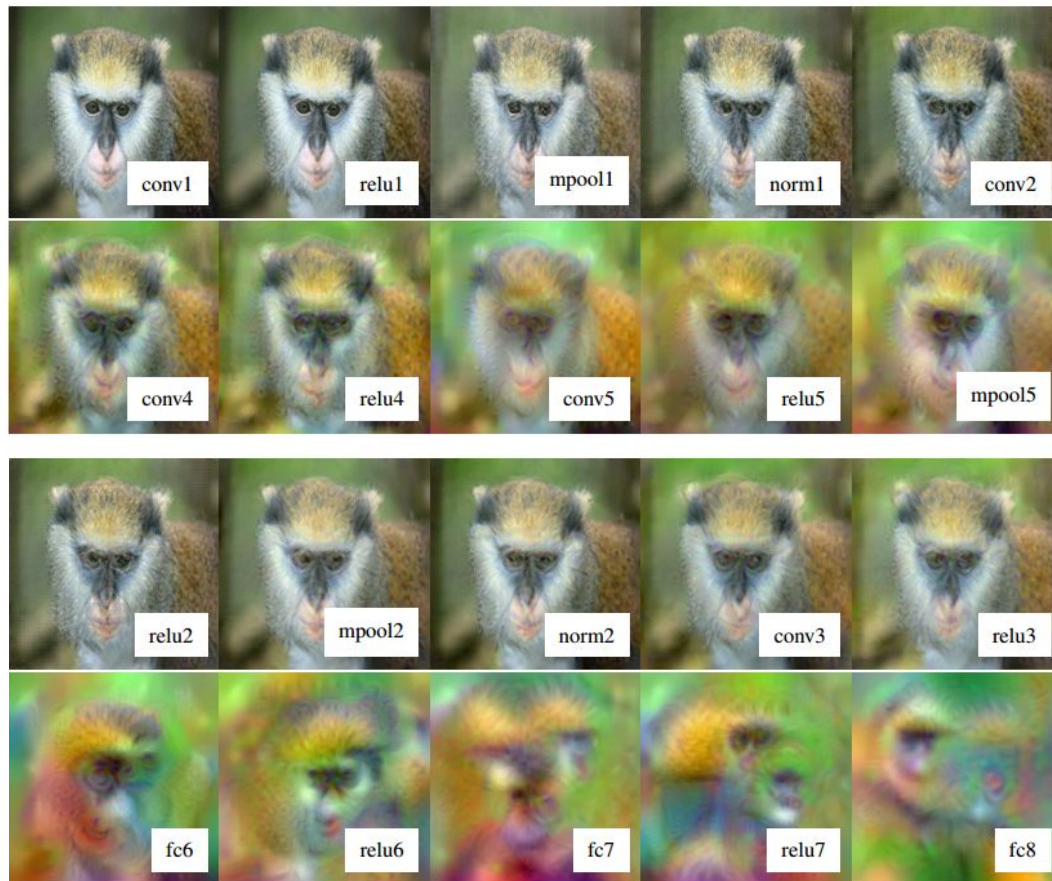 conv1
relu1
mpool1
norm1
conv2
conv4
relu4
conv5
relu5
mpool5
relu2
mpool2
norm2
conv3
relu3
fc6
relu6
fc7
relu7
fc8